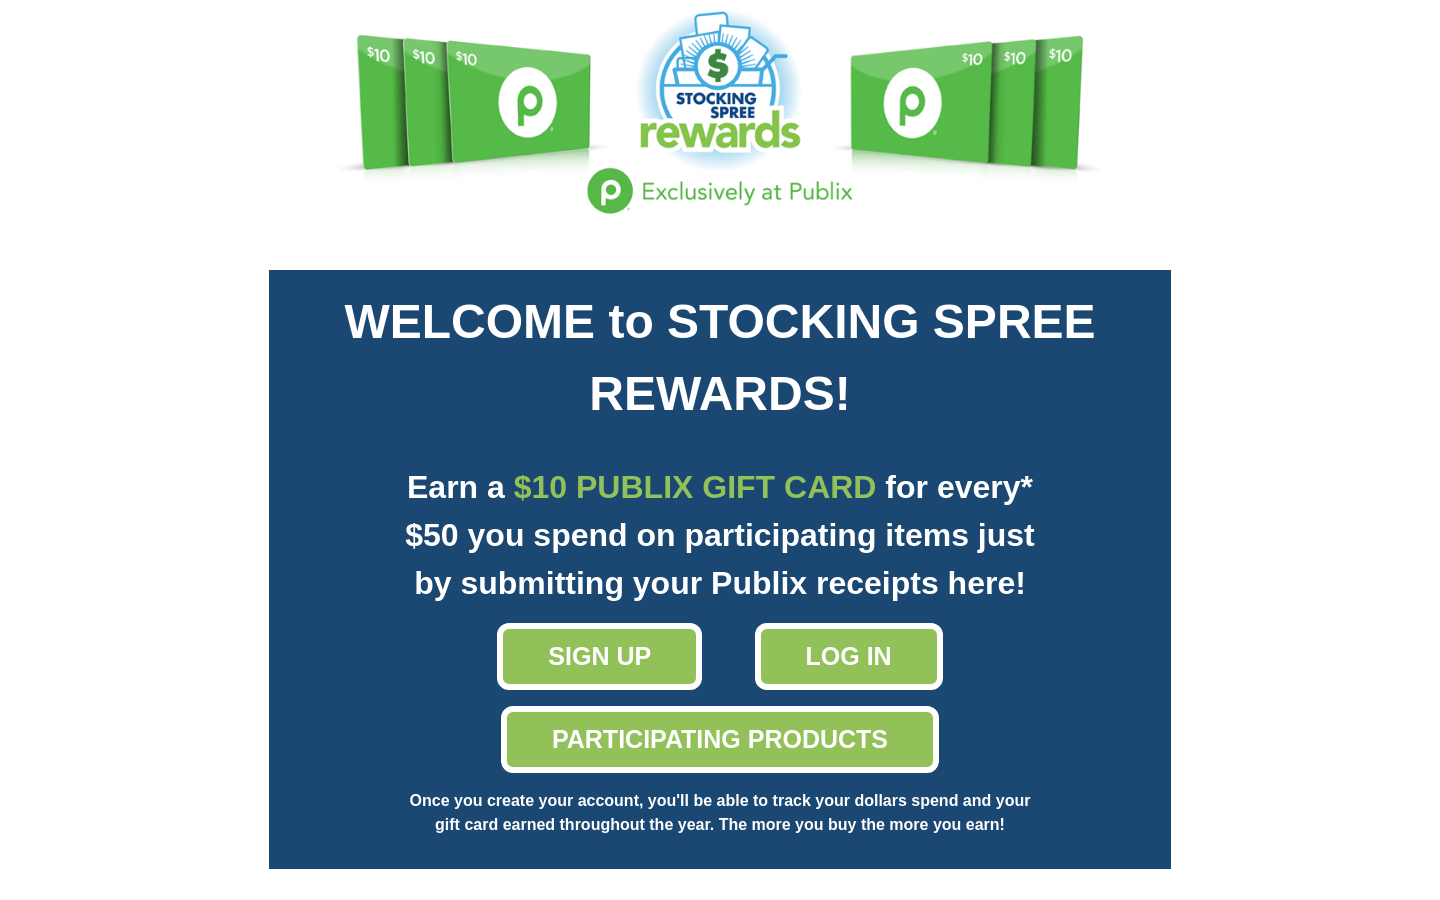 $10 $10 $10
$10 $10 $10
STOCKING
SPREE
rewards
Exclusively at Publix
WELCOME to STOCKING SPREE
REWARDS!
Earn a $10 PUBLIX GIFT CARD for every*
$50 you spend on participating items just
by submitting your Publix receipts here!
SIGN UP
LOG IN
PARTICIPATING PRODUCTS
Once you create your account, you'll be able to track your dollars spend and your
gift card earned throughout the year. The more you buy the more you earn!